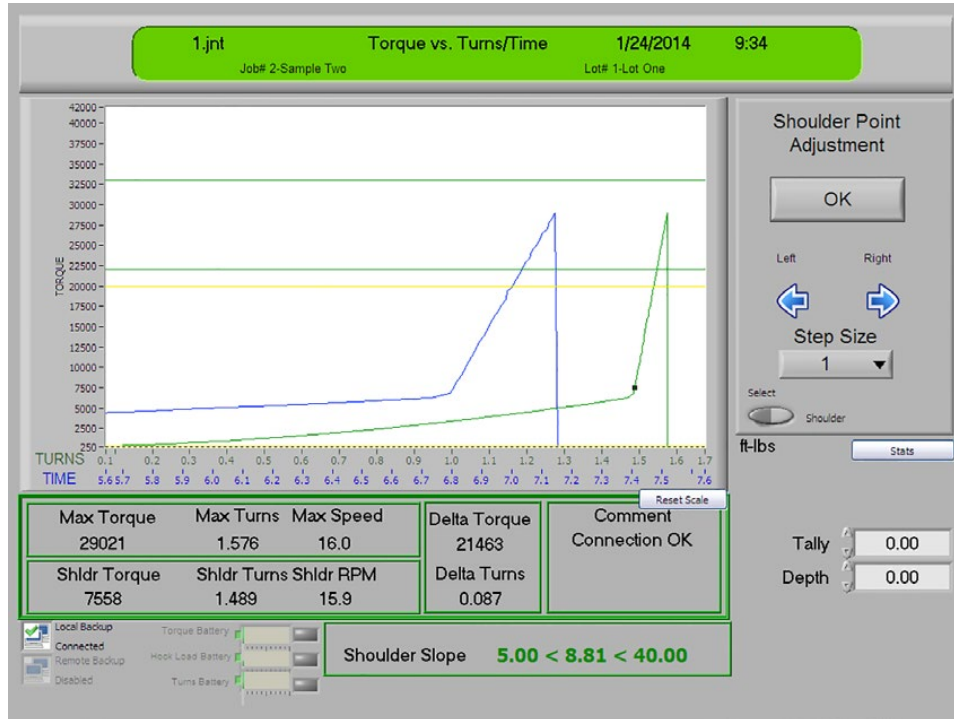 1.jnt Torque vs. Turns/Time 1/24/2014 9:34
Job# 2-Sample Two Lot# 1-Lot One
42000
40000
37500
35000
32500
30000
27500
25000
22500
20000
17500
15000
12500
10000
7500
5000
2500
250
TORQUE
TURNS 0.1 0.2 0.3 0.4 0.5 0.6 0.7 0.8 0.9 1.0 1.1 1.2 1.3 1.4 1.5 1.6 1.7
TIME 5.6 5.7 5.8 5.9 6.0 6.1 6.2 6.3 6.4 6.5 6.6 6.7 6.8 6.9 7.0 7.1 7.2 7.3 7.4 7.5 7.6
Reset Scale
Shoulder Point
Adjustment
OK
Left Right
Step Size
1
Select
Shoulder
ft-lbs
Stats
Tally 0.00
Depth 0.00
Max Torque Max Turns Max Speed
29021 1.576 16.0
Shldr Torque Shldr Turns Shldr RPM
7558 1.489 15.9
Delta Torque
21463
Delta Turns
0.087
Comment
Connection OK
Local Backup
Connected
Remote Backup
Disabled
Torque Battery
Hook Load Battery
Turns Battery
Shoulder Slope 5.00 < 8.81 < 40.00